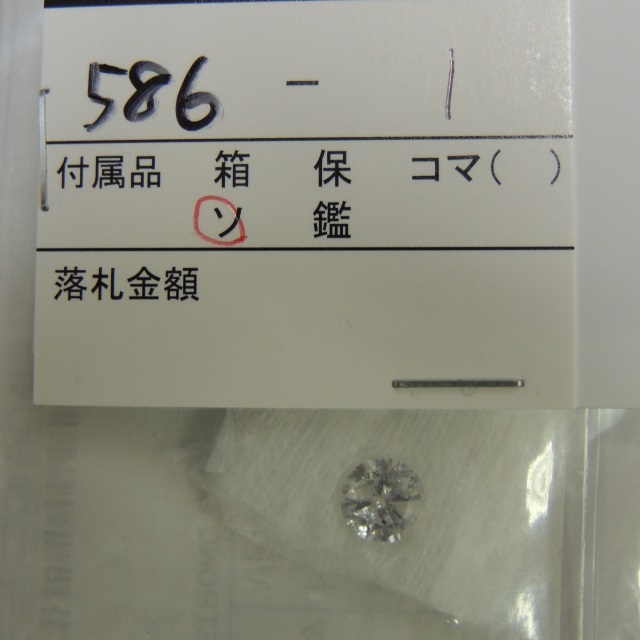 586 - 1
付属品 箱 保 コマ( )
ソ 鑑
落札金額